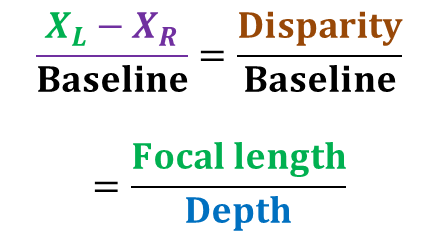 X_L − X_R / Baseline = Disparity / Baseline
= Focal length / Depth